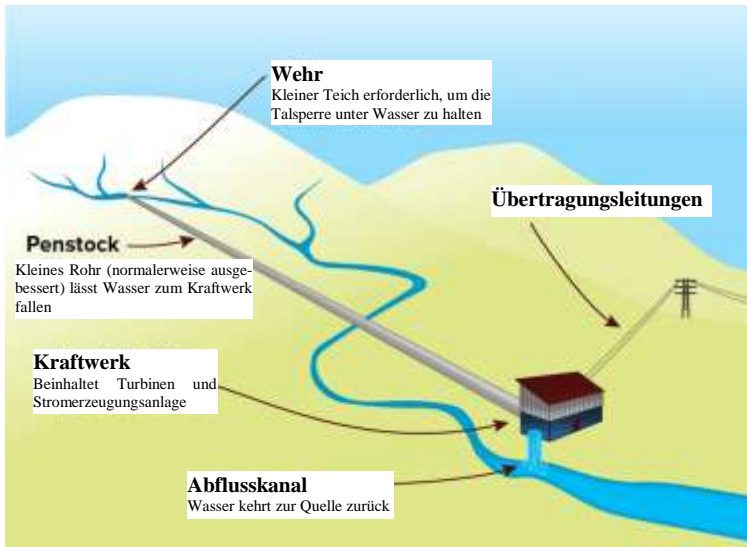 Wehr
Kleiner Teich erforderlich, um die
Talsperre unter Wasser zu halten
Übertragungsleitungen
Penstock
Kleines Rohr (normalerweise ausge-
bessert) lässt Wasser zum Kraftwerk
fallen
Kraftwerk
Beinhaltet Turbinen und
Stromerzeugungsanlage
Abflusskanal
Wasser kehrt zur Quelle zurück